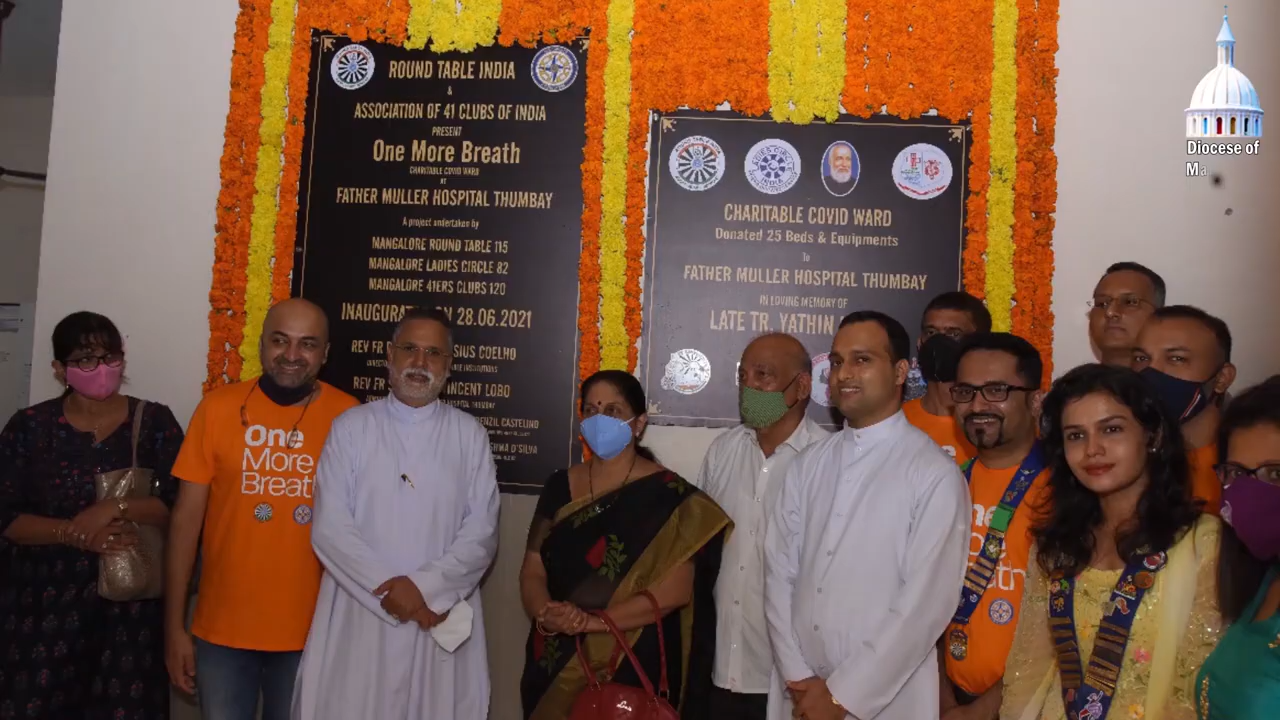 ROUND TABLE INDIA
&
ASSOCIATION OF 41 CLUBS OF INDIA
PRESENT
One More Breath
CHARITABLE COVID WARD
AT
FATHER MULLER HOSPITAL THUMBAY
A project undertaken by
MANGALORE ROUND TABLE 115
MANGALORE LADIES CIRCLE 82
MANGALORE 41ERS CLUBS 120
INAUGURATED ON 28.06.2021
REV FR COELHO
REV FR VINCENT LOBO
CASTELINO
D'SILVA
CHARITABLE COVID WARD
Donated 25 Beds & Equipments
to
FATHER MULLER HOSPITAL THUMBAY
IN LOVING MEMORY OF
LATE TR. YATHIN
Diocese of
Ma
One
More
Breath
One